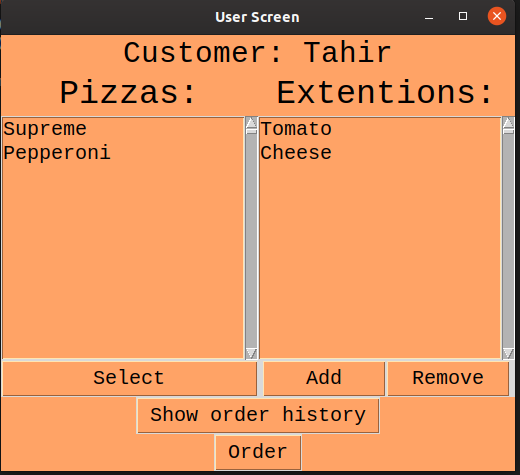 User Screen
Customer: Tahir
Pizzas: Extentions:
Supreme Tomato
Pepperoni Cheese
Select Add Remove
Show order history
Order